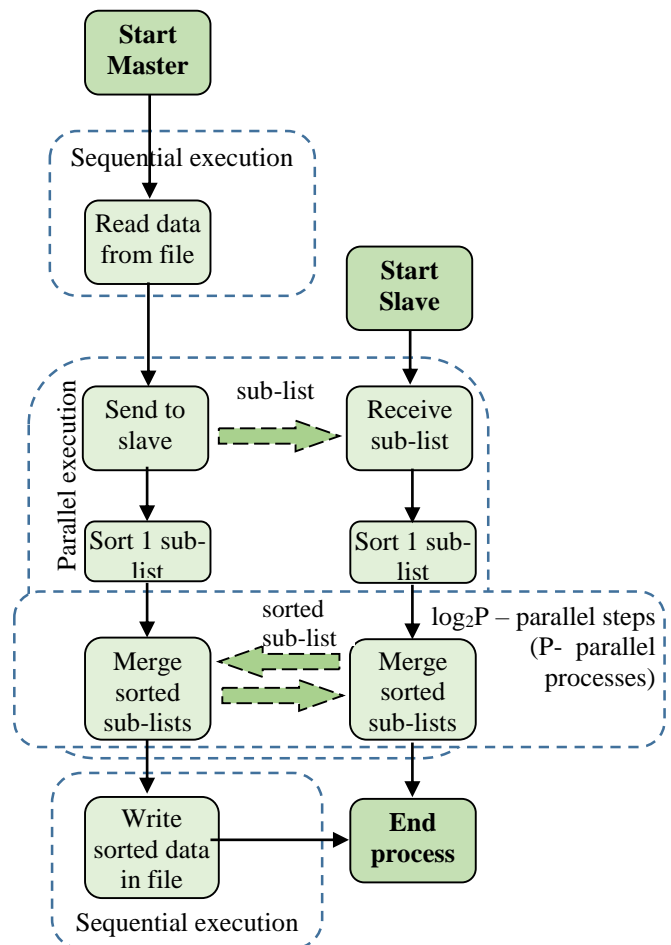 Start
Master
Sequential execution
Read data
from file
Start
Slave
Parallel execution
Send to
slave
sub-list
Receive
sub-list
Sort 1 sub-
list
Sort 1 sub-
list
sorted
sub-list
log₂P – parallel steps
(P- parallel
processes)
Merge
sorted
sub-lists
Merge
sorted
sub-lists
Write
sorted data
in file
End
process
Sequential execution